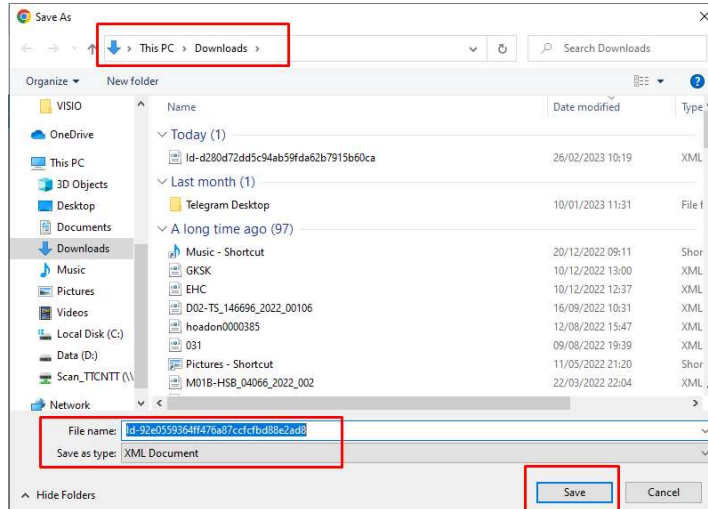 Save As
This PC > Downloads >
Search Downloads
Organize
New folder
VISIO
OneDrive
This PC
3D Objects
Desktop
Documents
Downloads
Music
Pictures
Videos
Local Disk (C:)
Data (D:)
Scan_TTCNTT (\\
Network
Name Date modified Type
Today (1)
Id-d280d72dd5c94ab59fda62b7915b60ca 26/02/2023 10:19 XML
Last month (1)
Telegram Desktop 10/01/2023 11:31 File f
A long time ago (97)
Music - Shortcut 20/12/2022 09:11 Shor
GKSK 10/12/2022 13:00 XML
EHC 10/12/2022 12:37 XML
D02-TS_146696_2022_00106 16/09/2022 10:31 XML
hoadon0000385 12/08/2022 15:47 XML
031 09/08/2022 19:39 XML
Pictures - Shortcut 11/05/2022 21:20 Shor
M01B-HSB_04066_2022_002 22/03/2022 22:04 XML
File name: Id-92e0559364ff476a87ccfcfbd88e2ad8
Save as type: XML Document
Hide Folders
Save
Cancel